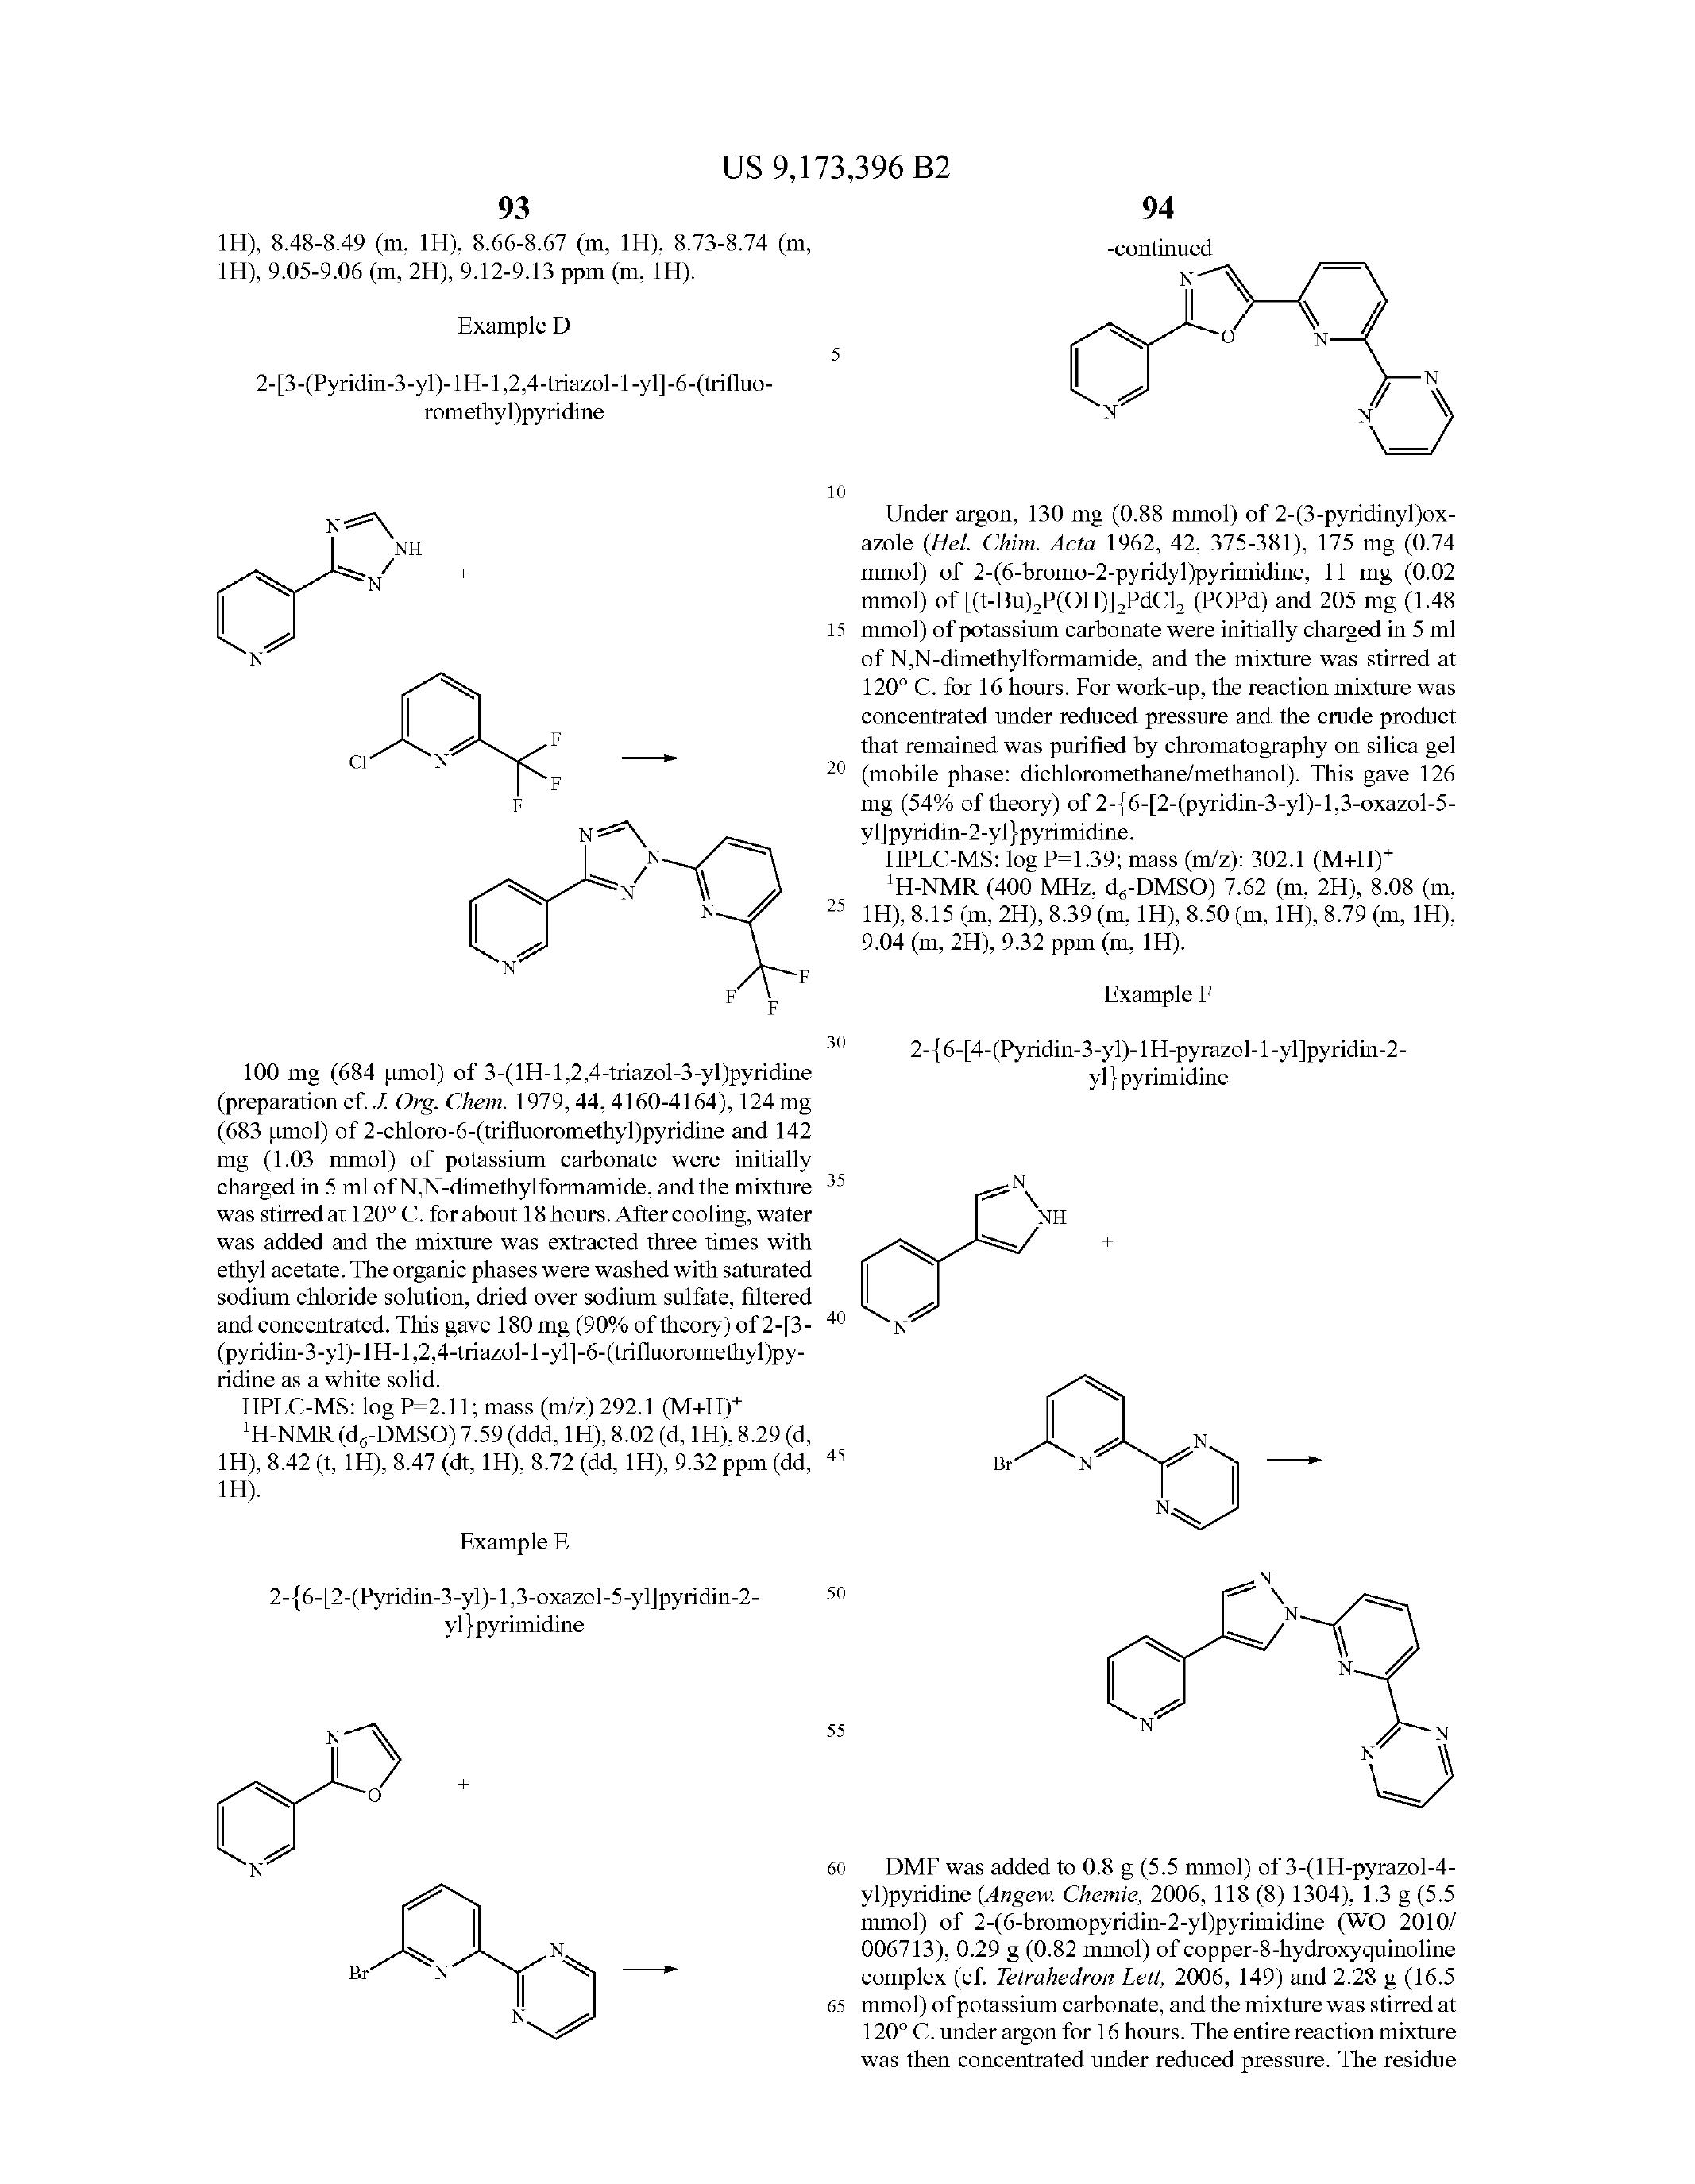 US 9,173,396 B2
93
1H), 8.48-8.49 (m, 1H), 8.66-8.67 (m, 1H), 8.73-8.74 (m,
1H), 9.05-9.06 (m, 2H), 9.12-9.13 ppm (m, 1H).
Example D
2-[3-(Pyridin-3-yl)-1H-1,2,4-triazol-1-yl]-6-(trifluo-
romethyl)pyridine
N
NH
N
N
+
Cl
N
F
F
F
N
N
N
N
N
F
F
F
100 mg (684 μmol) of 3-(1H-1,2,4-triazol-3-yl)pyridine
(preparation cf. J. Org. Chem. 1979, 44, 4160-4164), 124 mg
(683 μmol) of 2-chloro-6-(trifluoromethyl)pyridine and 142
mg (1.03 mmol) of potassium carbonate were initially
charged in 5 ml of N,N-dimethylformamide, and the mixture
was stirred at 120° C. for about 18 hours. After cooling, water
was added and the mixture was extracted three times with
ethyl acetate. The organic phases were washed with saturated
sodium chloride solution, dried over sodium sulfate, filtered
and concentrated. This gave 180 mg (90% of theory) of 2-[3-
(pyridin-3-yl)-1H-1,2,4-triazol-1-yl]-6-(trifluoromethyl)py-
ridine as a white solid.
HPLC-MS: log P=2.11; mass (m/z) 292.1 (M+H)⁺
¹H-NMR (d₆-DMSO) 7.59 (ddd, 1H), 8.02 (d, 1H), 8.29 (d,
1H), 8.42 (t, 1H), 8.47 (dt, 1H), 8.72 (dd, 1H), 9.32 ppm (dd,
1H).
Example E
2-{6-[2-(Pyridin-3-yl)-1,3-oxazol-5-yl]pyridin-2-
yl}pyrimidine
N
O
N
+
Br
N
N
N
5
10
15
20
25
30
35
40
45
50
55
60
65
94
-continued
N
O
N
N
N
N
Under argon, 130 mg (0.88 mmol) of 2-(3-pyridinyl)ox-
azole (Hel. Chim. Acta 1962, 42, 375-381), 175 mg (0.74
mmol) of 2-(6-bromo-2-pyridyl)pyrimidine, 11 mg (0.02
mmol) of [(t-Bu)₂P(OH)]₂PdCl₂ (POPd) and 205 mg (1.48
mmol) of potassium carbonate were initially charged in 5 ml
of N,N-dimethylformamide, and the mixture was stirred at
120° C. for 16 hours. For work-up, the reaction mixture was
concentrated under reduced pressure and the crude product
that remained was purified by chromatography on silica gel
(mobile phase: dichloromethane/methanol). This gave 126
mg (54% of theory) of 2-{6-[2-(pyridin-3-yl)-1,3-oxazol-5-
yl]pyridin-2-yl}pyrimidine.
HPLC-MS: log P=1.39; mass (m/z): 302.1 (M+H)⁺
¹H-NMR (400 MHz, d₆-DMSO) 7.62 (m, 2H), 8.08 (m,
1H), 8.15 (m, 2H), 8.39 (m, 1H), 8.50 (m, 1H), 8.79 (m, 1H),
9.04 (m, 2H), 9.32 ppm (m, 1H).
Example F
2-{6-[4-(Pyridin-3-yl)-1H-pyrazol-1-yl]pyridin-2-
yl}pyrimidine
N
NH
N
+
Br
N
N
N
N
N
N
N
N
N
DMF was added to 0.8 g (5.5 mmol) of 3-(1H-pyrazol-4-
yl)pyridine (Angew. Chemie, 2006, 118 (8) 1304), 1.3 g (5.5
mmol) of 2-(6-bromopyridin-2-yl)pyrimidine (WO 2010/
006713), 0.29 g (0.82 mmol) of copper-8-hydroxyquinoline
complex (cf. Tetrahedron Lett, 2006, 149) and 2.28 g (16.5
mmol) of potassium carbonate, and the mixture was stirred at
120° C. under argon for 16 hours. The entire reaction mixture
was then concentrated under reduced pressure. The residue